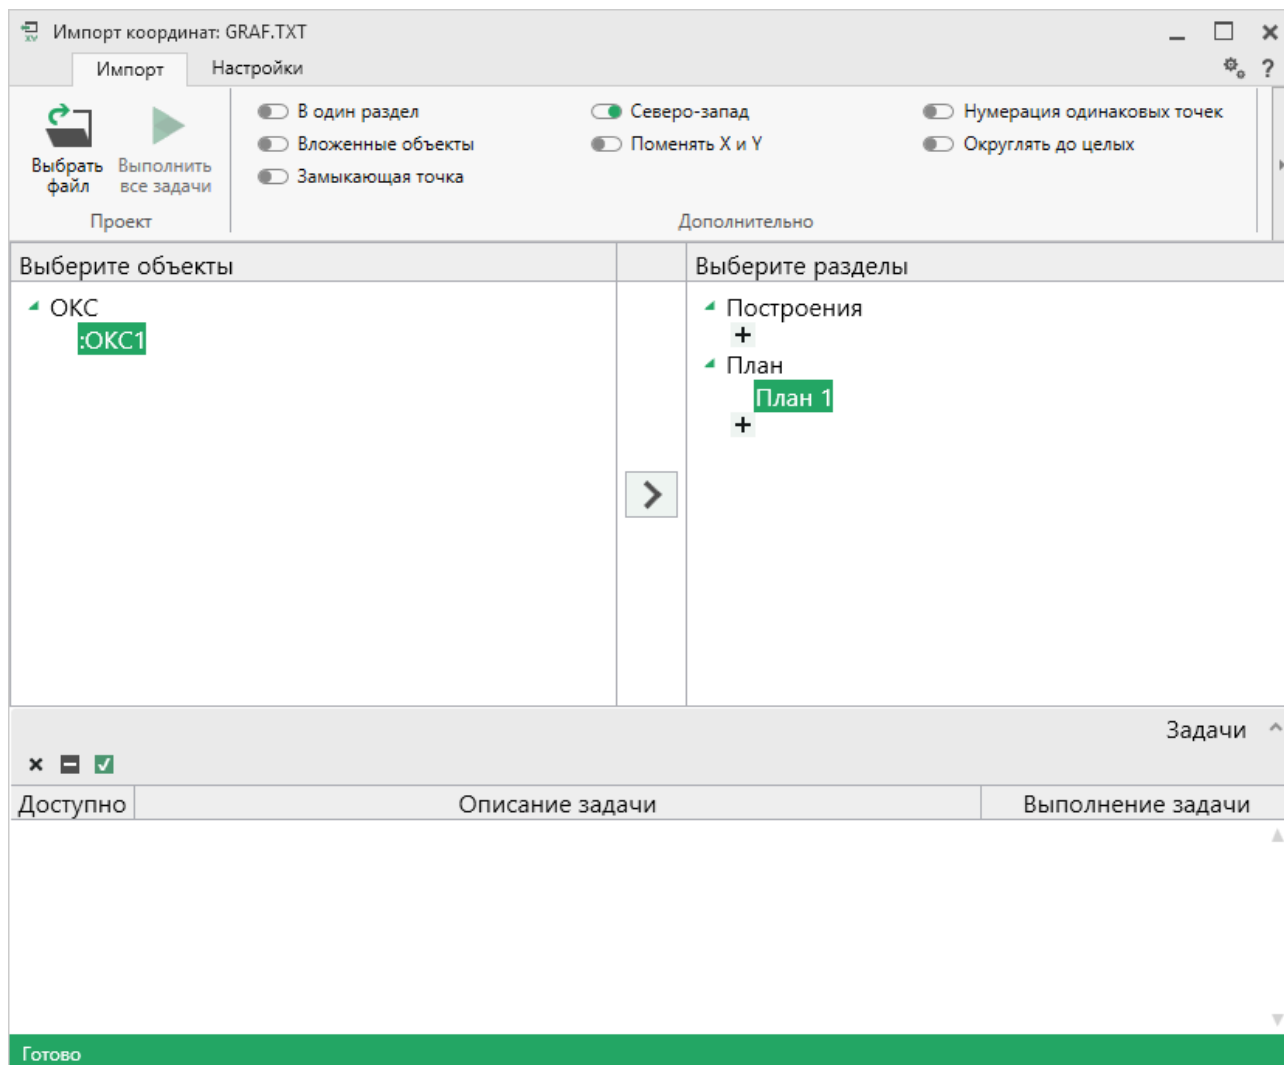 Импорт координат: GRAF.TXT
Импорт Настройки
?
Выбрать файл
Выполнить все задачи
Проект
В один раздел
Вложенные объекты
Замыкающая точка
Северо-запад
Поменять X и Y
Нумерация одинаковых точек
Округлять до целых
Дополнительно
Выберите объекты
ОКС
:ОКС1
Выберите разделы
Построения
+
План
План 1
+
Задачи
Доступно Описание задачи Выполнение задачи
Готово